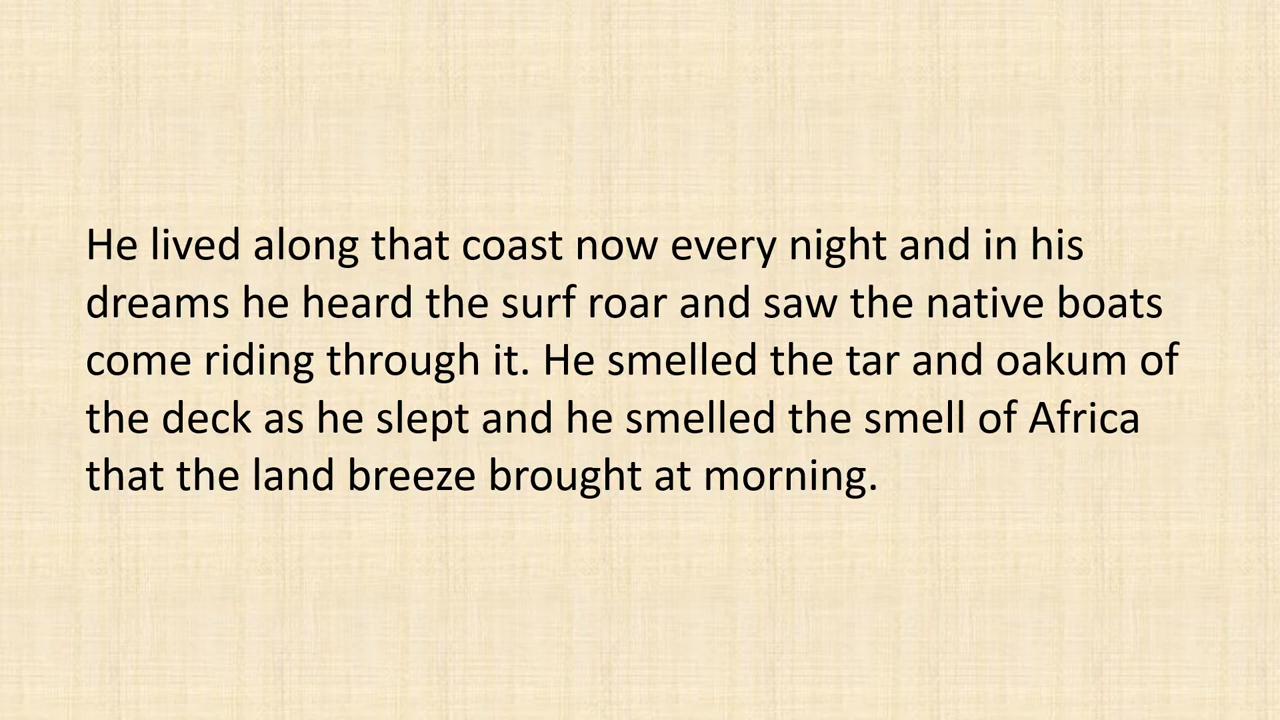 He lived along that coast now every night and in his
dreams he heard the surf roar and saw the native boats
come riding through it. He smelled the tar and oakum of
the deck as he slept and he smelled the smell of Africa
that the land breeze brought at morning.